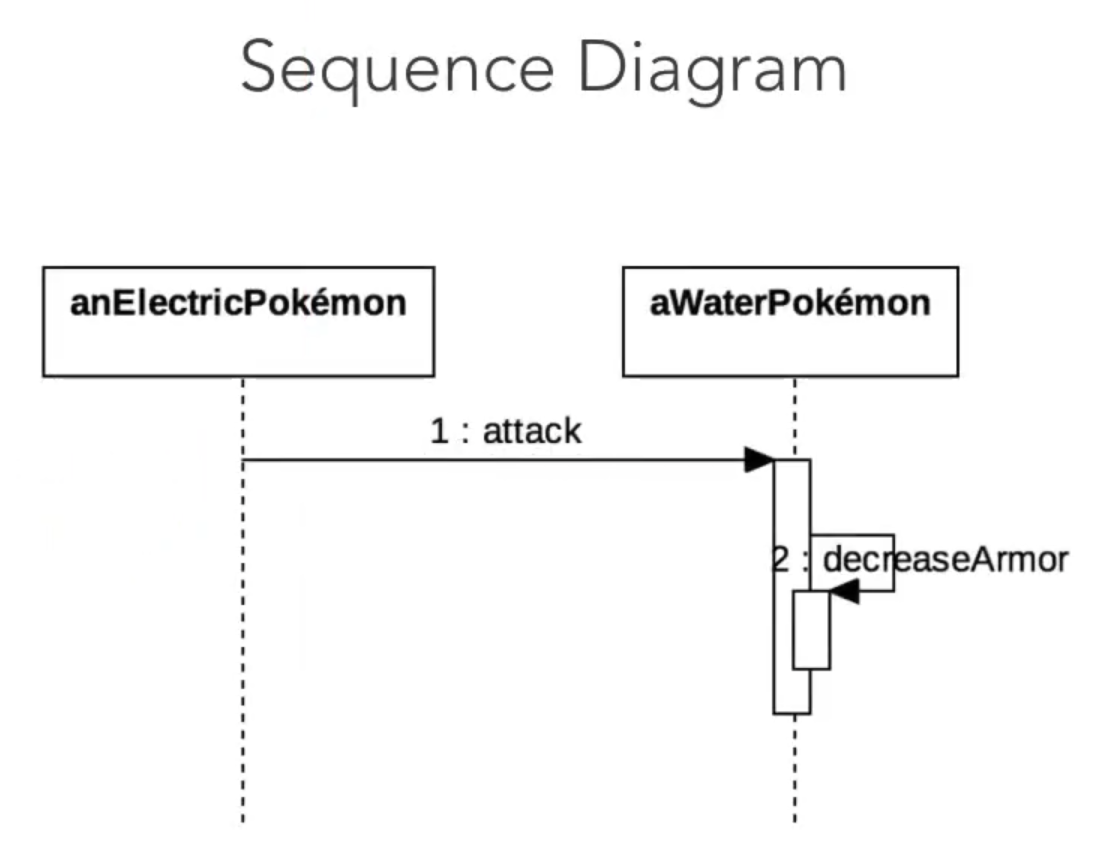 Sequence Diagram
anElectricPokémon
aWaterPokémon
1 : attack
2 : decreaseArmor